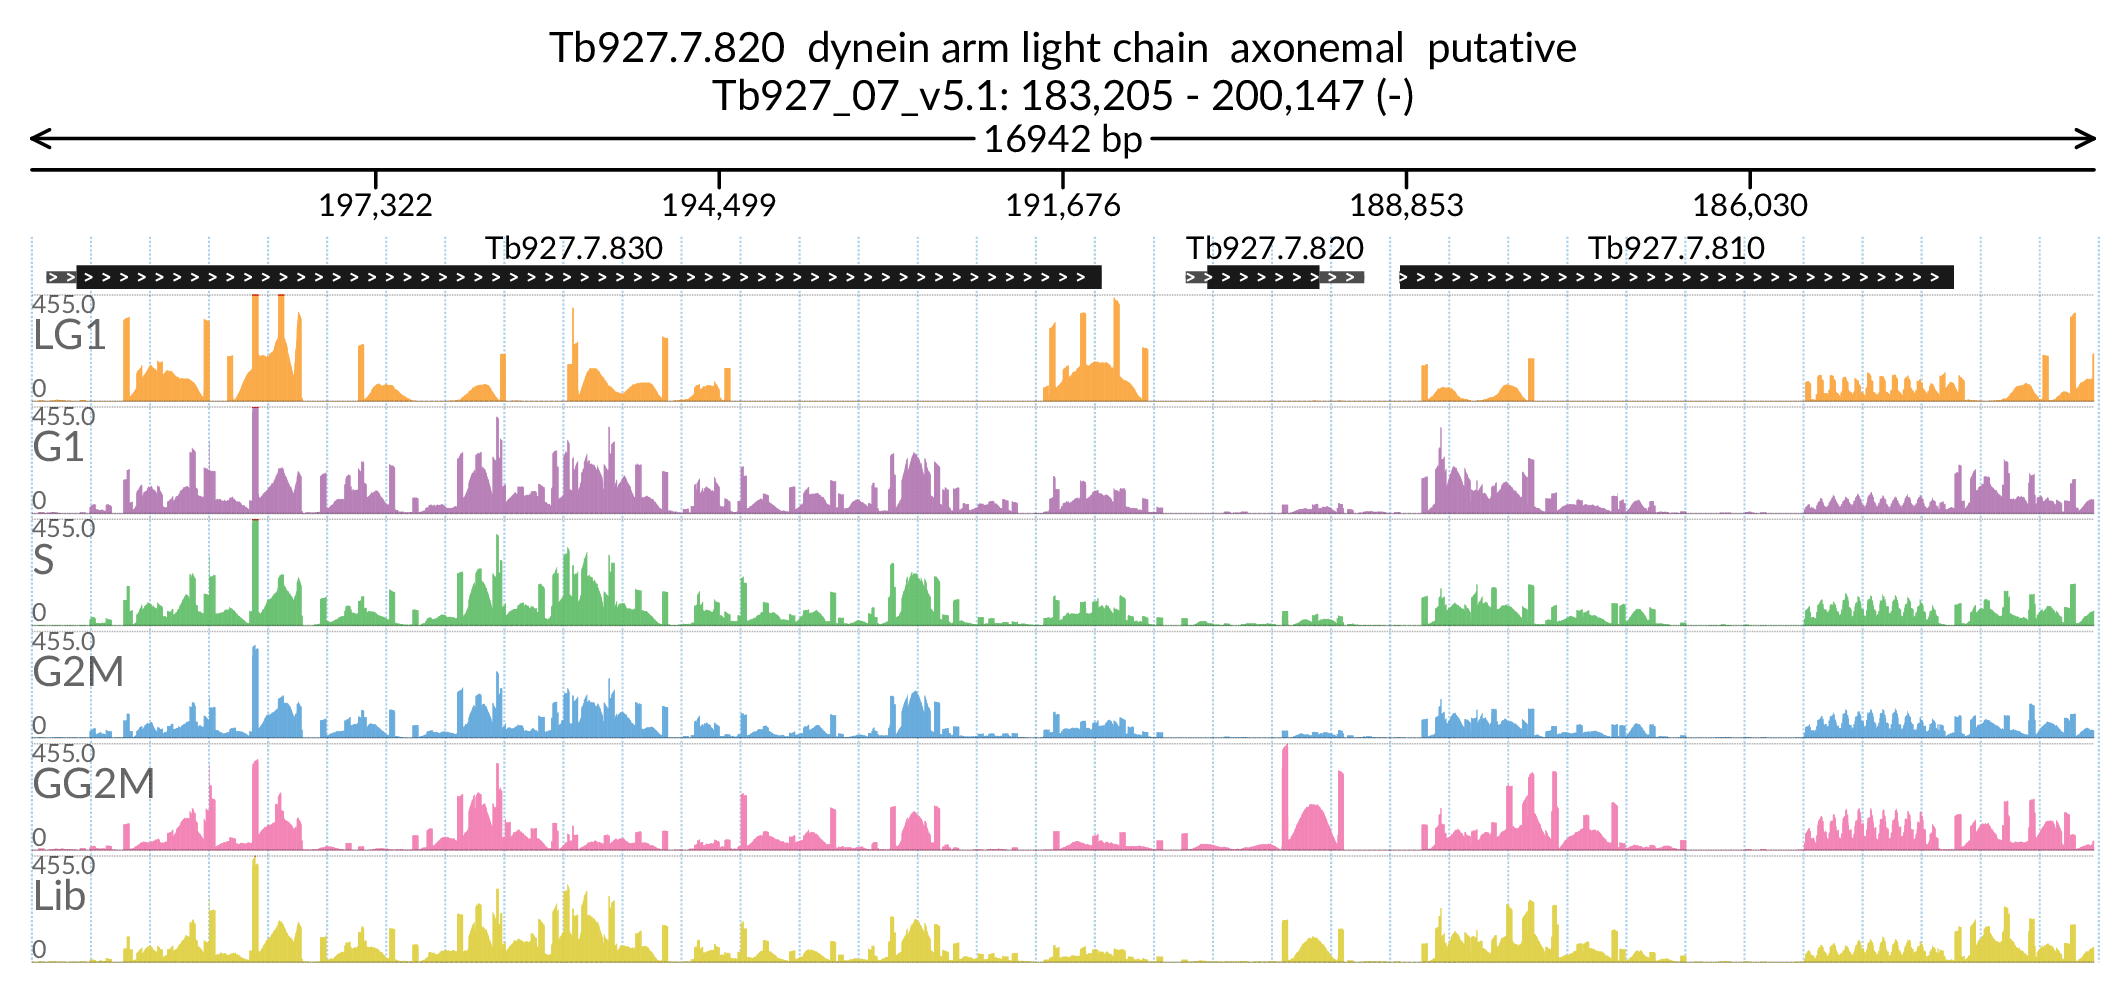 Tb927.7.820 dynein arm light chain axonemal putative
Tb927_07_v5.1: 183,205 - 200,147 (-)
16942 bp
197,322 194,499 191,676 188,853 186,030
Tb927.7.830 Tb927.7.820 Tb927.7.810
455.0
LG1
0
455.0
G1
0
455.0
S
0
455.0
G2M
0
455.0
GG2M
0
455.0
Lib
0